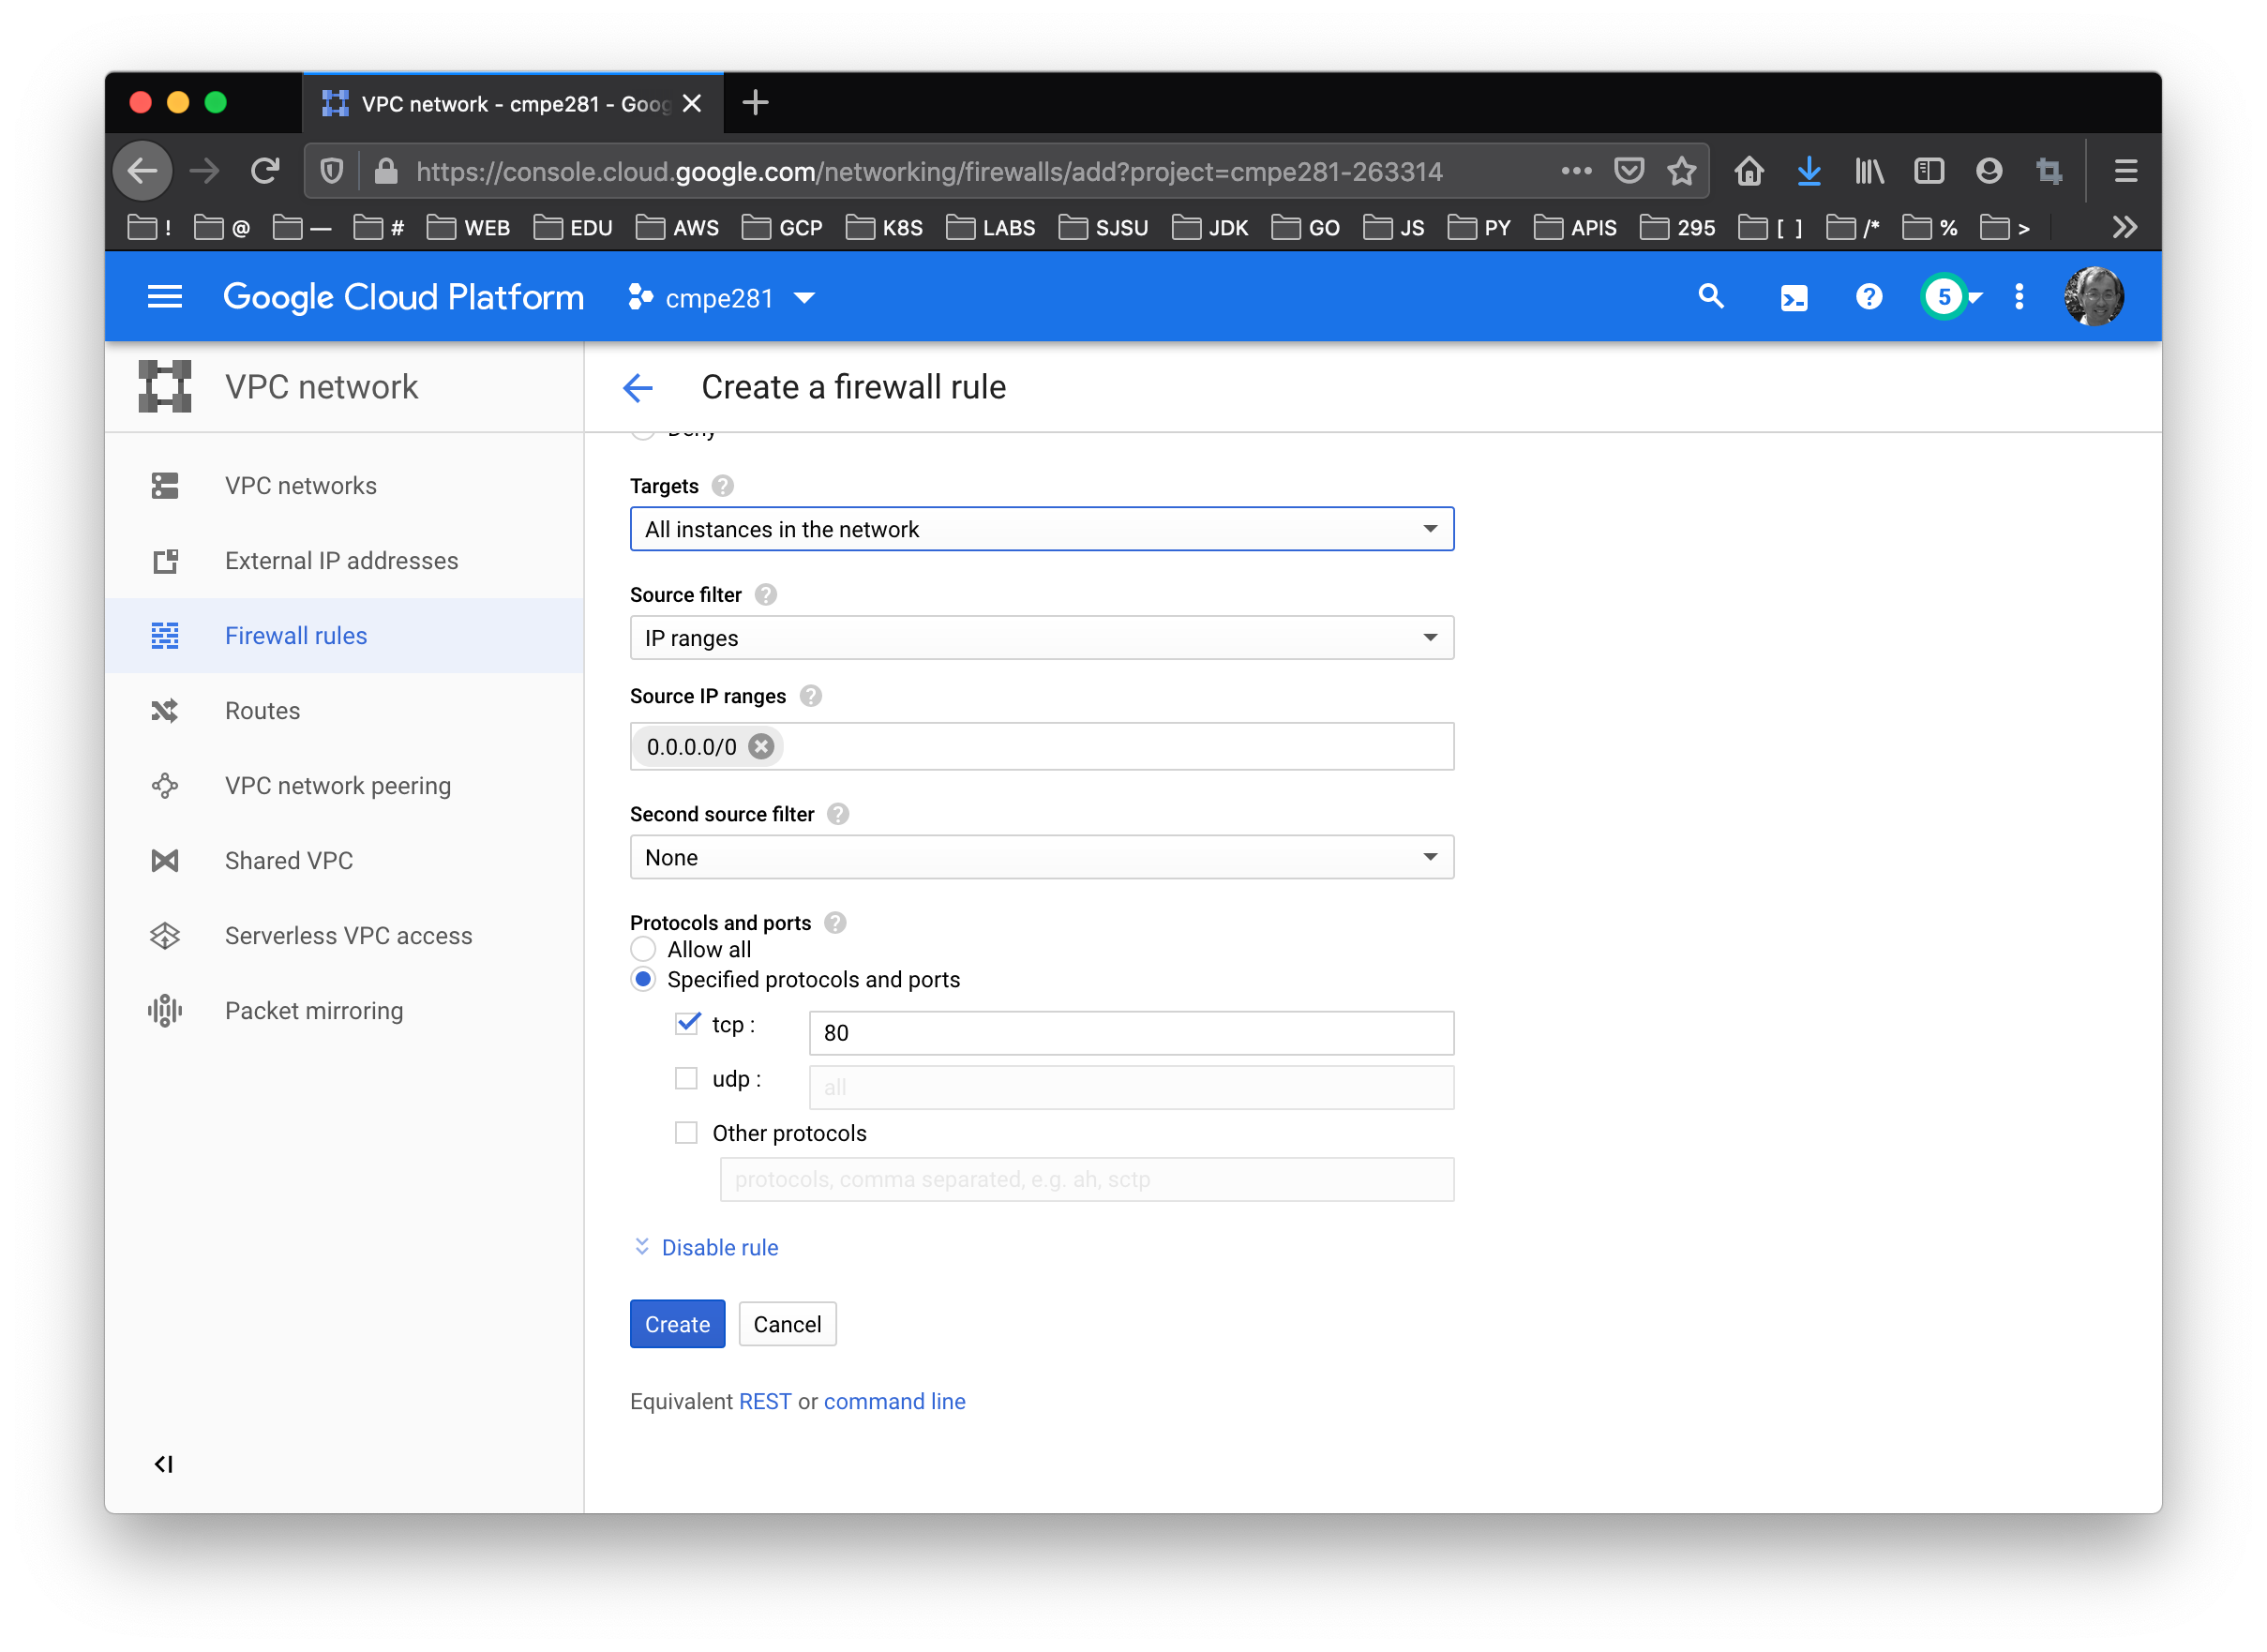 VPC network - cmpe281 - Goog
https://console.cloud.google.com/networking/firewalls/add?project=cmpe281-263314
! @ — # WEB EDU AWS GCP K8S LABS SJSU JDK GO JS PY APIS 295 [ ] /* % >
Google Cloud Platform cmpe281 5
VPC network
Create a firewall rule
VPC networks
External IP addresses
Firewall rules
Routes
VPC network peering
Shared VPC
Serverless VPC access
Packet mirroring
Deny
Targets
All instances in the network
Source filter
IP ranges
Source IP ranges
0.0.0.0/0
Second source filter
None
Protocols and ports
Allow all
Specified protocols and ports
tcp : 80
udp : all
Other protocols
protocols, comma separated, e.g. ah, sctp
Disable rule
Create Cancel
Equivalent REST or command line